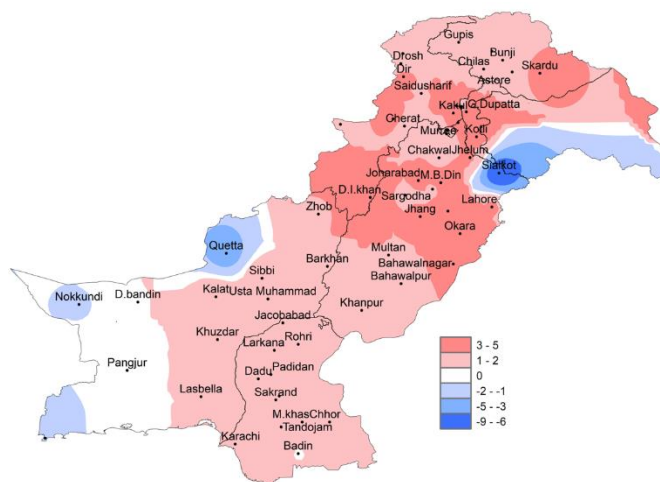 Gupis
Bunji
Drosh
Chilas
Skardu
Dir
Astore
Saidusharif
Kakul
G.Dupatta
Cherat
Murree
Kotli
Chakwal
Jhelum
Sialkot
Joharabad
M.B.Din
D.I.khan
Sargodha
Lahore
Zhob
Jhang
Okara
Quetta
Multan
Barkhan
Bahawalnagar
Sibbi
Bahawalpur
Nokkundi
D.bandin
Kalat
Usta Muhammad
Khanpur
Jacobabad
Khuzdar
Rohri
Larkana
Pangjur
Dadu
Padidan
Lasbella
Sakrand
M.khas
Chhor
Tandojam
Karachi
Badin
3 - 5
1 - 2
0
-2 - -1
-5 - -3
-9 - -6